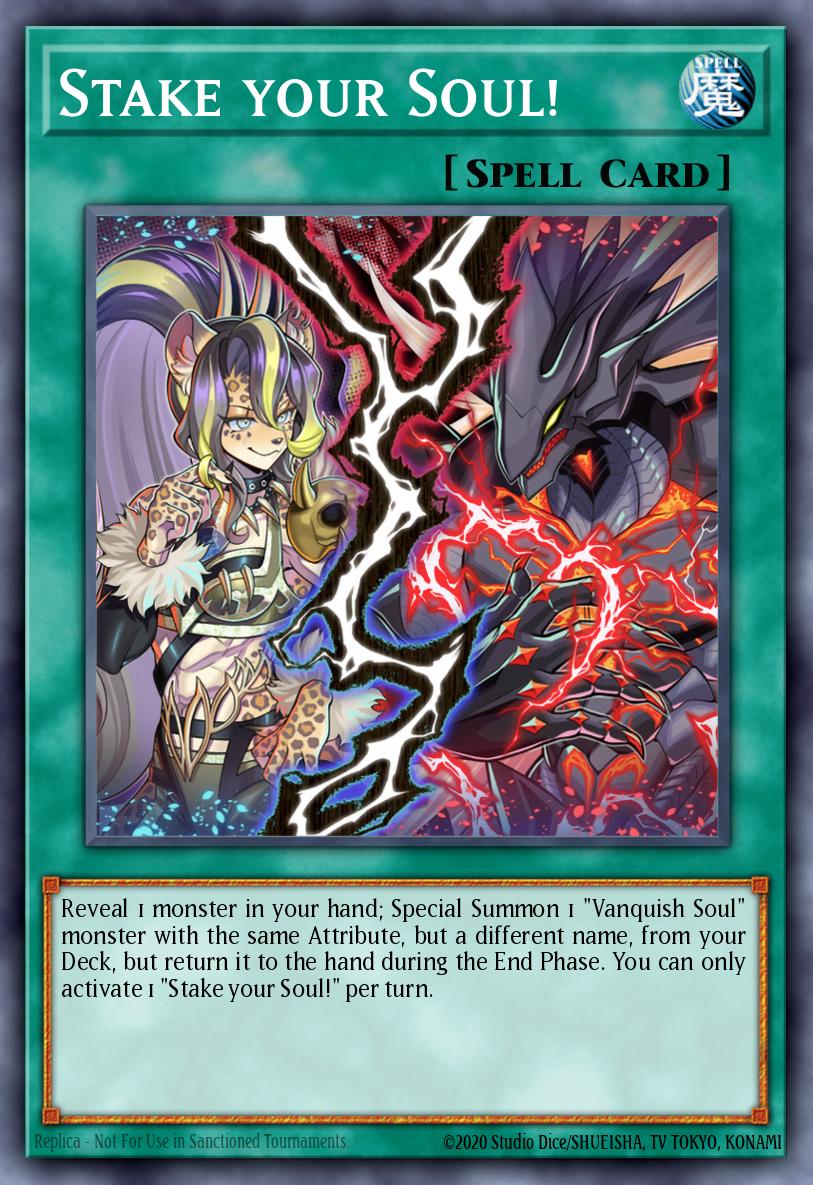 Stake your Soul!
SPELL
魔
[ Spell Card ]
Reveal 1 monster in your hand; Special Summon 1 "Vanquish Soul"
monster with the same Attribute, but a different name, from your
Deck, but return it to the hand during the End Phase. You can only
activate 1 "Stake your Soul!" per turn.
Replica - Not For Use in Sanctioned Tournaments.
©2020 Studio Dice/SHUEISHA, TV TOKYO, KONAMI